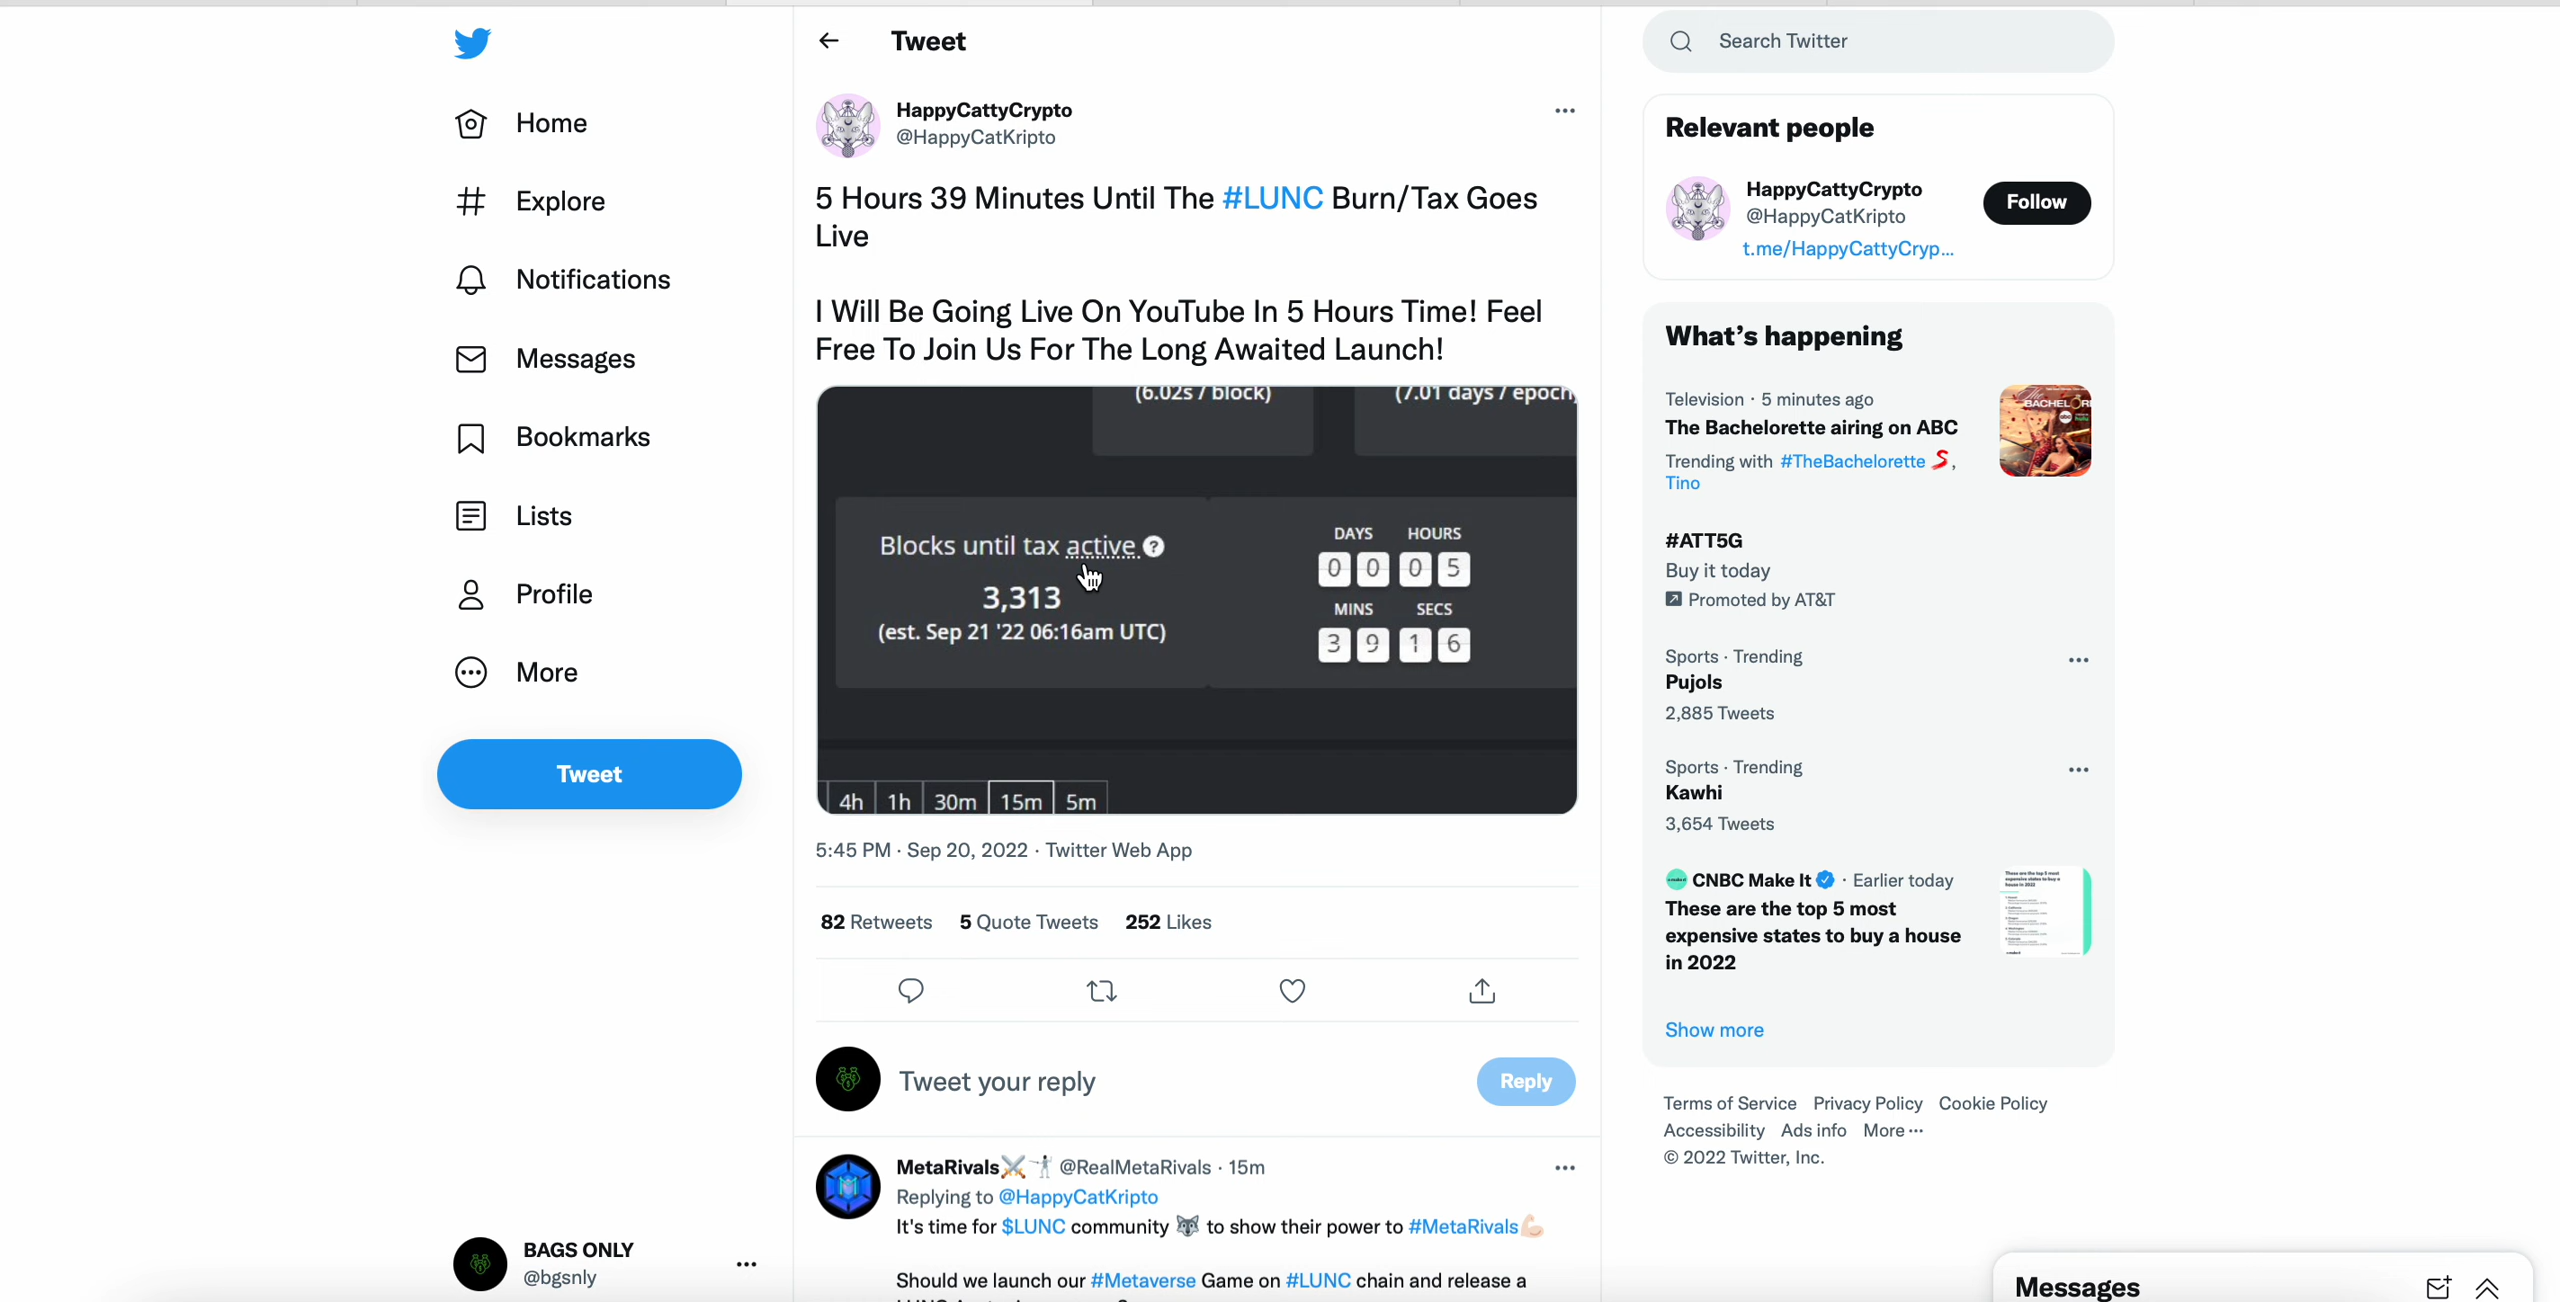 Home
Explore
Notifications
Messages
Bookmarks
Lists
Profile
More
Tweet
BAGS ONLY
@bgsnly
Tweet
HappyCattyCrypto
@HappyCatKripto
5 Hours 39 Minutes Until The #LUNC Burn/Tax Goes
Live
I Will Be Going Live On YouTube In 5 Hours Time! Feel
Free To Join Us For The Long Awaited Launch!
(6.02s / block)
(7.01 days / epoch
Blocks until tax active ?
3,313
(est. Sep 21 '22 06:16am UTC)
DAYS HOURS
0 0 0 5
MINS SECS
3 9 1 6
4h 1h 30m 15m 5m
5:45 PM · Sep 20, 2022 · Twitter Web App
82 Retweets 5 Quote Tweets 252 Likes
Tweet your reply
Reply
MetaRivals⚔️🤺 @RealMetaRivals · 15m
Replying to @HappyCatKripto
It's time for $LUNC community 🐺 to show their power to #MetaRivals💪🏻
Should we launch our #Metaverse Game on #LUNC chain and release a
Search Twitter
Relevant people
HappyCattyCrypto
@HappyCatKripto
Follow
t.me/HappyCattyCryp...
What's happening
Television · 5 minutes ago
The Bachelorette airing on ABC
Trending with #TheBachelorette , 
Tino
#ATT5G
Buy it today
Promoted by AT&T
Sports · Trending
Pujols
2,885 Tweets
Sports · Trending
Kawhi
3,654 Tweets
CNBC Make It · Earlier today
These are the top 5 most
expensive states to buy a house
in 2022
Show more
Terms of Service Privacy Policy Cookie Policy
Accessibility Ads info More ···
© 2022 Twitter, Inc.
Messages